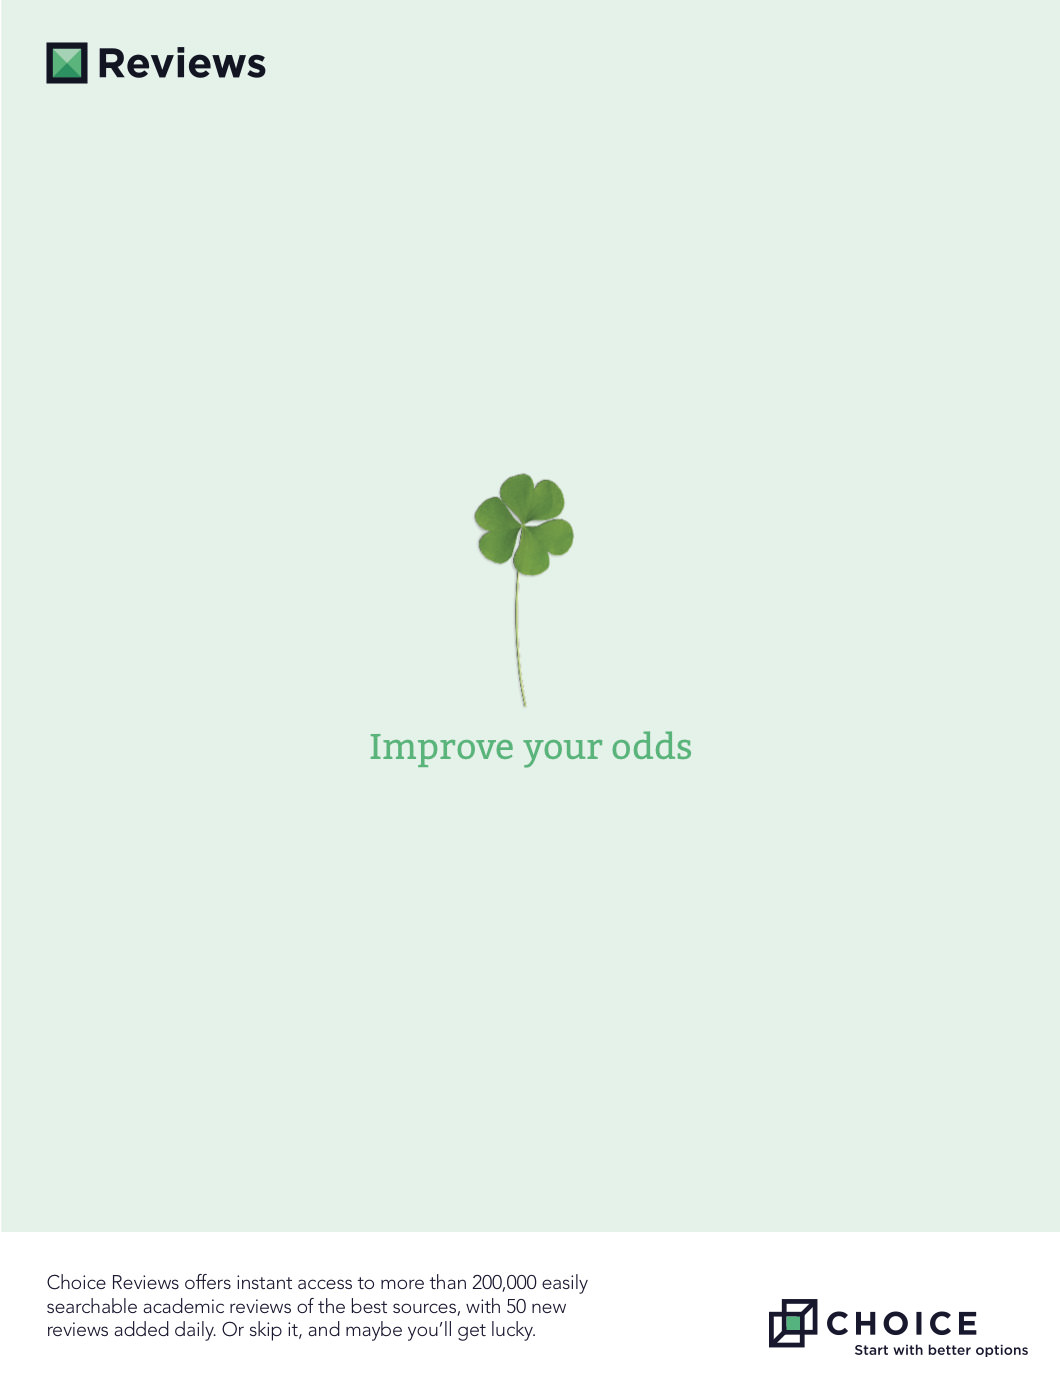 Reviews
Improve your odds
Choice Reviews offers instant access to more than 200,000 easily
searchable academic reviews of the best sources, with 50 new
reviews added daily. Or skip it, and maybe you’ll get lucky.
CHOICE
Start with better options